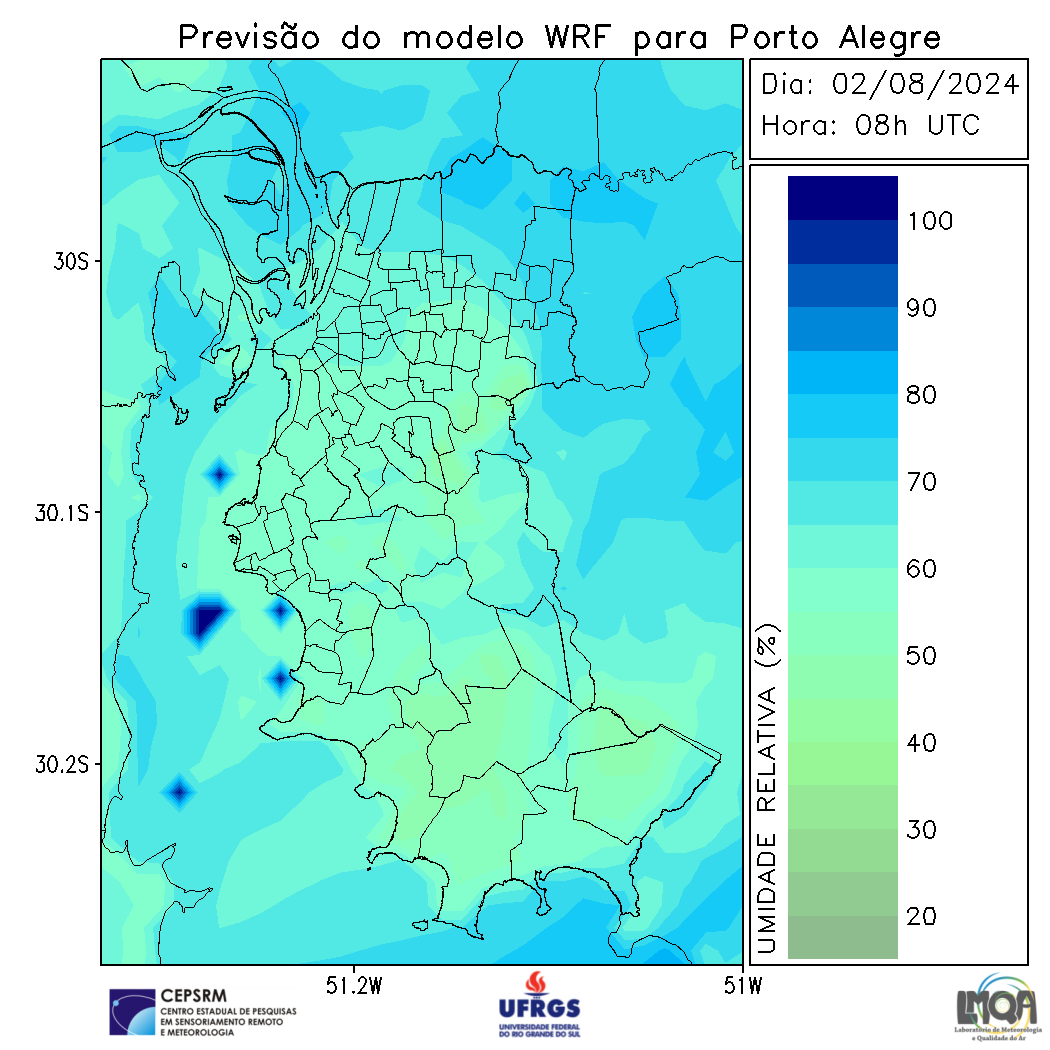 Previsão do modelo WRF para Porto Alegre
Dia: 02/08/2024
Hora: 08h UTC
100
90
80
70
60
50
40
30
20
UMIDADE RELATIVA (%)
30S
30.1S
30.2S
51.2W
51W
CEPSRM
CENTRO ESTADUAL DE PESQUISAS
EM SENSORIAMENTO REMOTO
E METEOROLOGIA
UFRGS
UNIVERSIDADE FEDERAL
DO RIO GRANDE DO SUL
LMQA
Laboratório de Meteorologia
e Qualidade do Ar